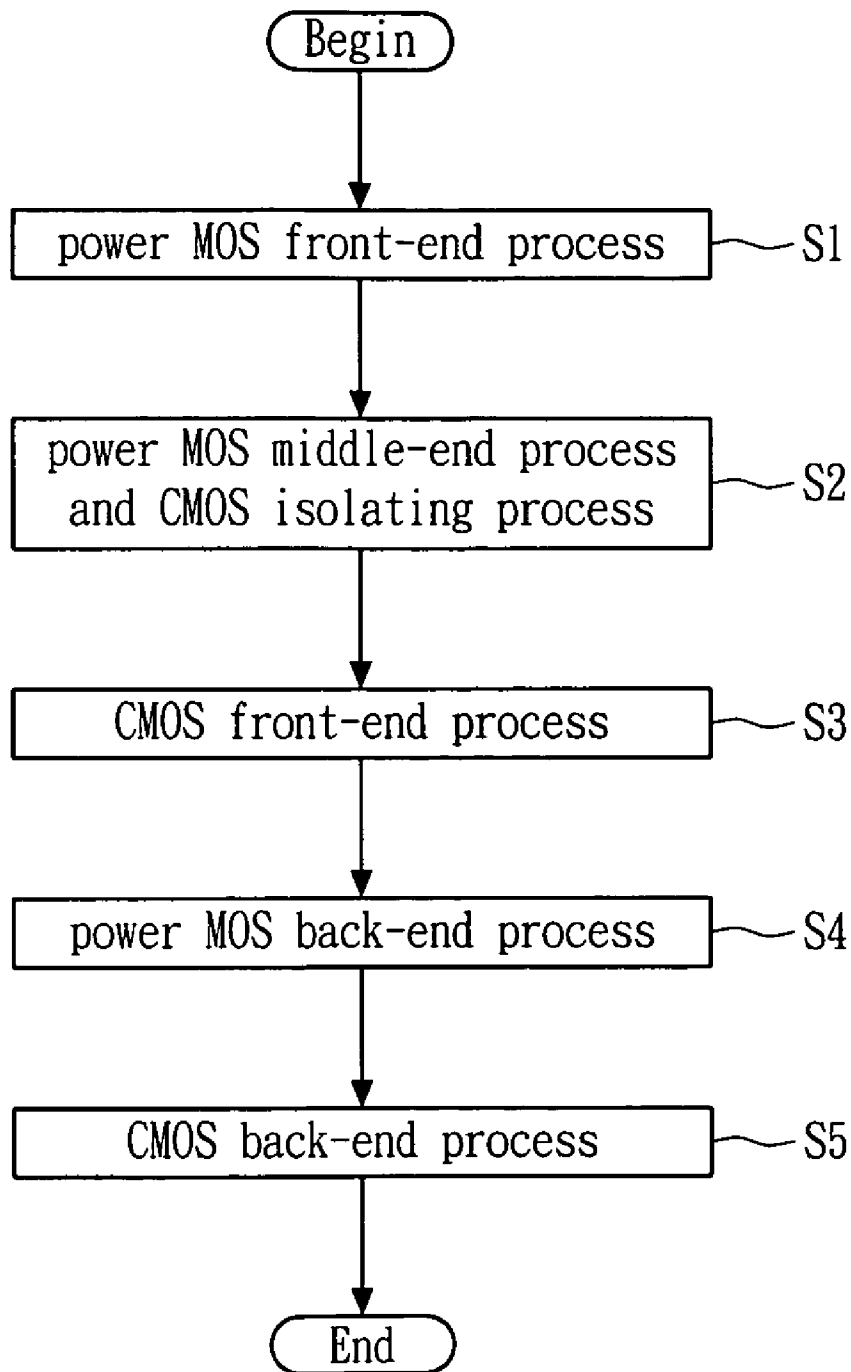 Begin
power MOS front-end process
S1
power MOS middle-end process
and CMOS isolating process
S2
CMOS front-end process
S3
power MOS back-end process
S4
CMOS back-end process
S5
End